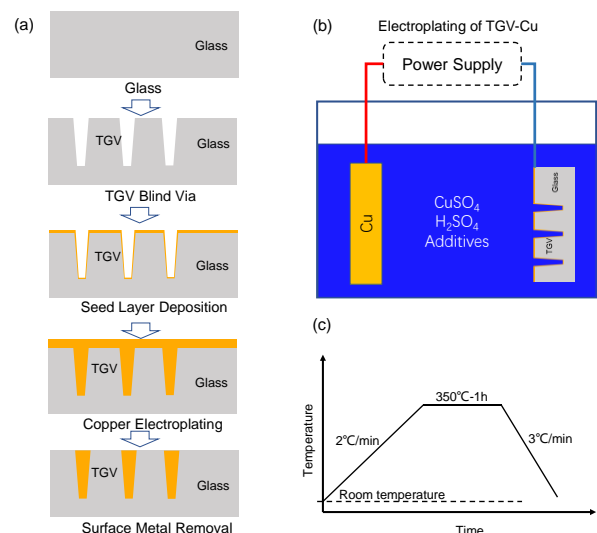 (a)
Glass
Glass
TGV
Glass
TGV Blind Via
TGV
Glass
Seed Layer Deposition
TGV
Glass
Copper Electroplating
TGV
Glass
Surface Metal Removal
(b)
Electroplating of TGV-Cu
Power Supply
Cu
CuSO₄
H₂SO₄
Additives
Glass
TGV
(c)
Temperature
2℃/min
350℃-1h
3℃/min
Room temperature
Time